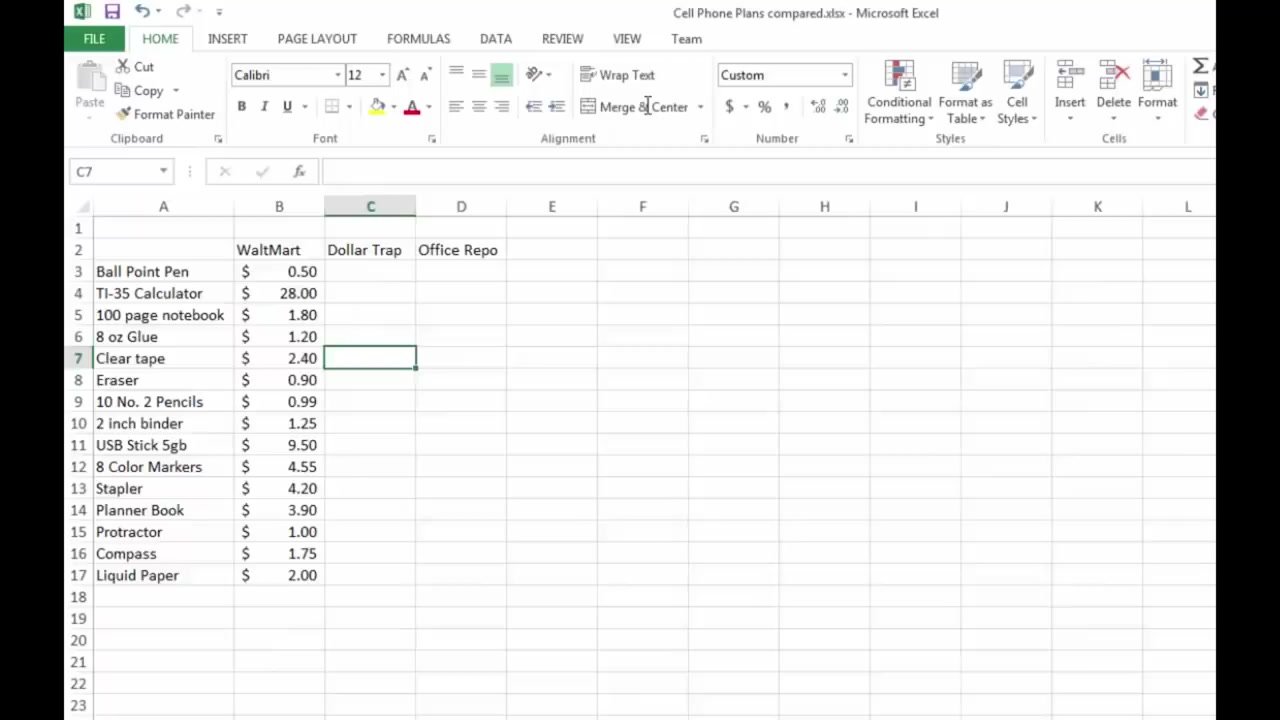 Cell Phone Plans compared.xlsx - Microsoft Excel
FILE HOME INSERT PAGE LAYOUT FORMULAS DATA REVIEW VIEW Team
Paste
Cut
Copy
Format Painter
Clipboard
Calibri 12
B I U
Font
Wrap Text
Merge & Center
Alignment
Custom
$ % ,
Number
Conditional Formatting
Format as Table
Cell Styles
Styles
Insert Delete Format
Cells
C7
fx
A B C D E F G H I J K L
1
2 WaltMart Dollar Trap Office Repo
3 Ball Point Pen $ 0.50
4 TI-35 Calculator $ 28.00
5 100 page notebook $ 1.80
6 8 oz Glue $ 1.20
7 Clear tape $ 2.40
8 Eraser $ 0.90
9 10 No. 2 Pencils $ 0.99
10 2 inch binder $ 1.25
11 USB Stick 5gb $ 9.50
12 8 Color Markers $ 4.55
13 Stapler $ 4.20
14 Planner Book $ 3.90
15 Protractor $ 1.00
16 Compass $ 1.75
17 Liquid Paper $ 2.00
18
19
20
21
22
23